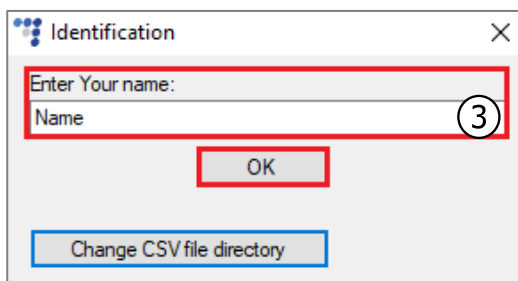 Identification
Enter Your name:
Name
3
OK
Change CSV file directory